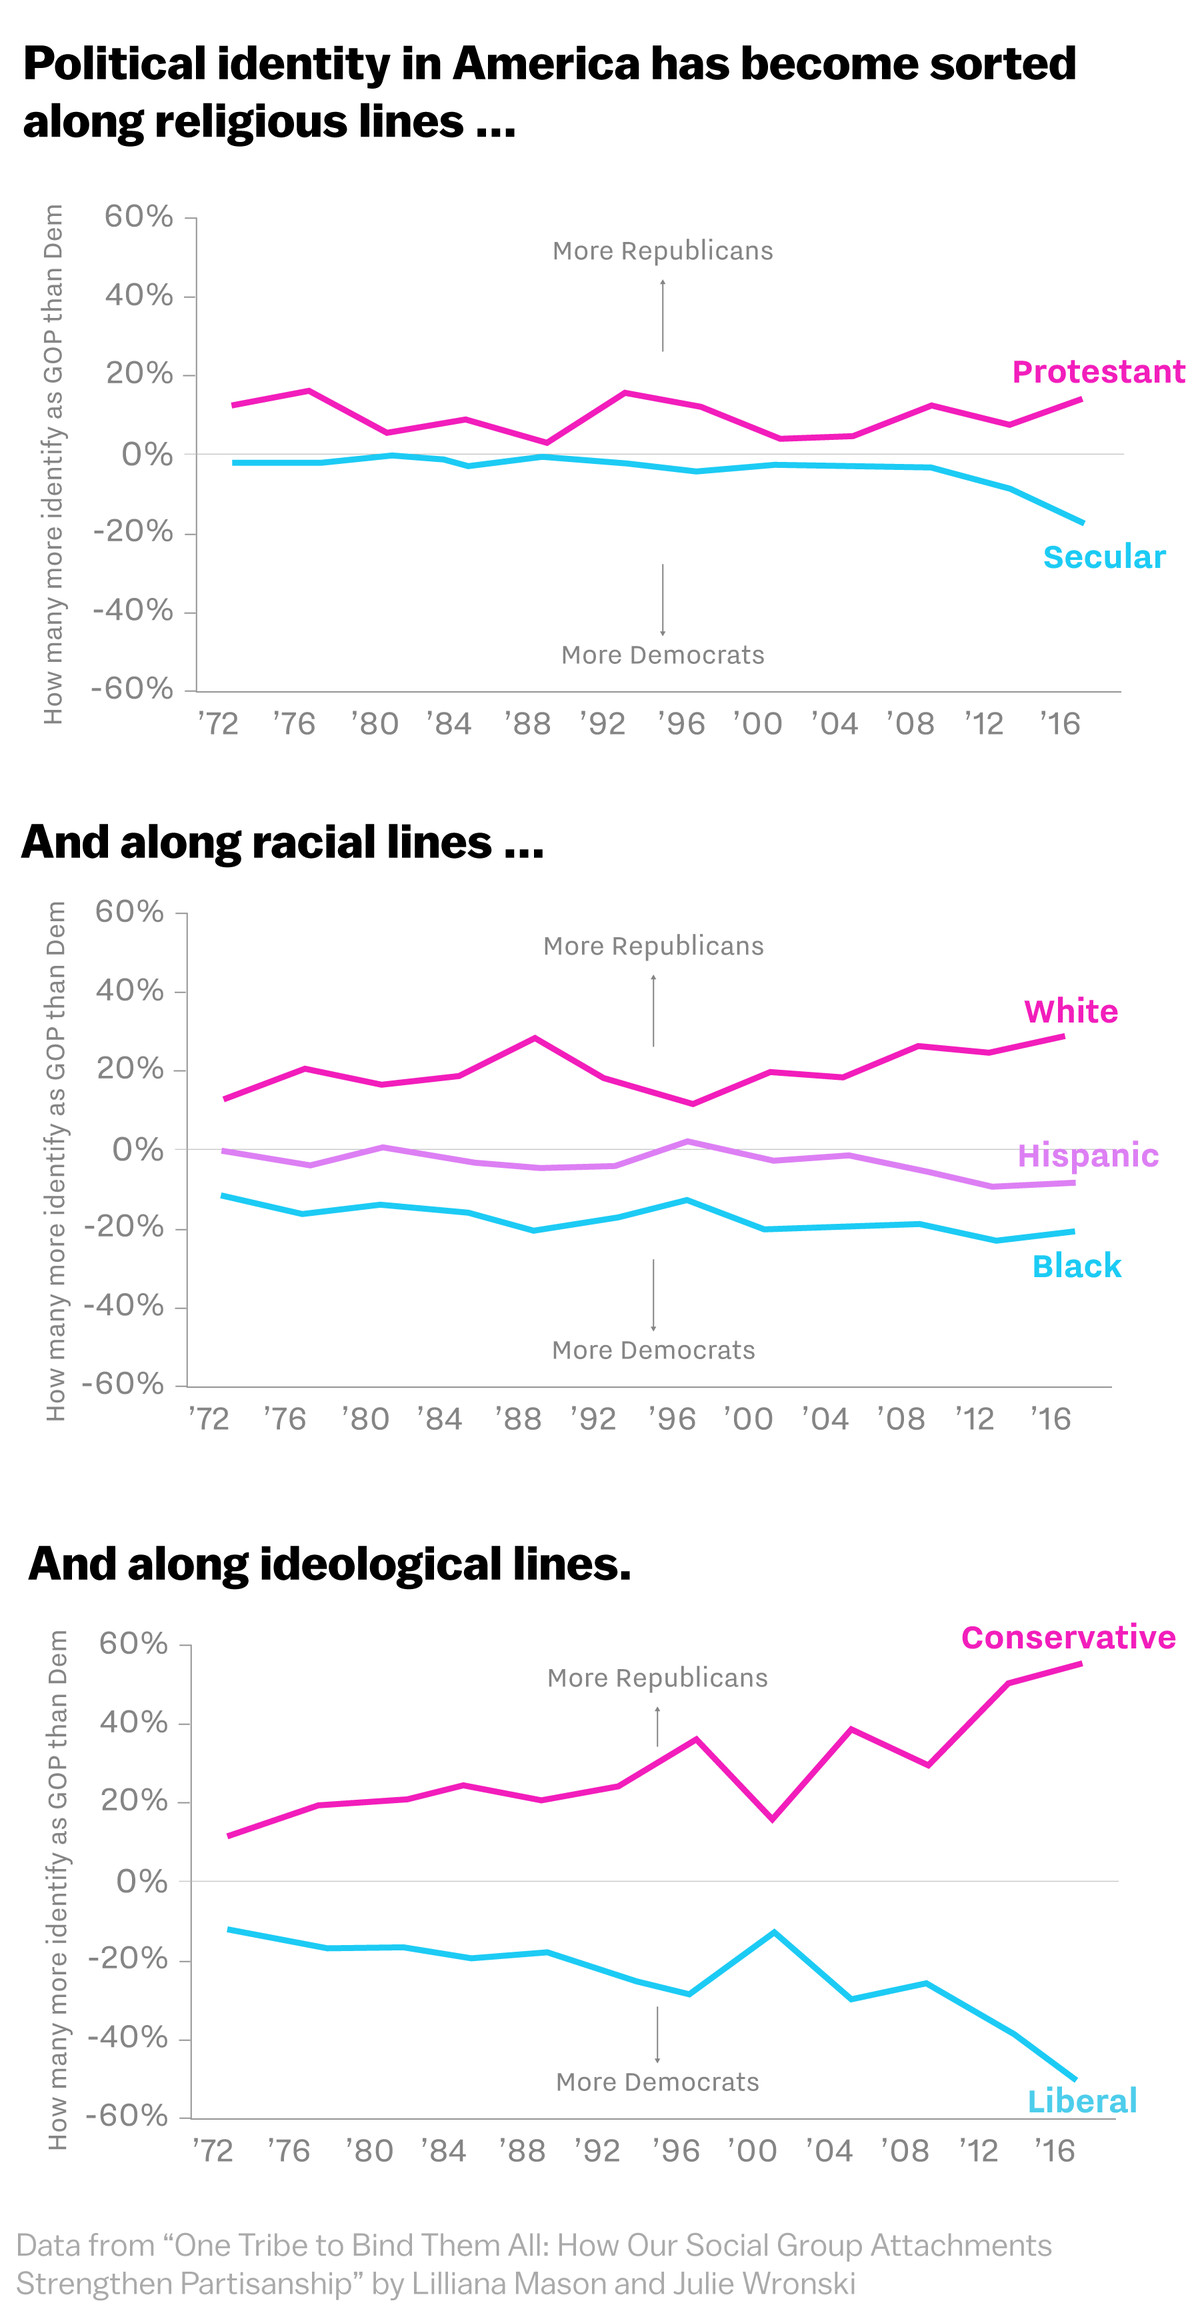 Political identity in America has become sorted
along religious lines ...
How many more identify as GOP than Dem
60%
More Republicans
40%
20%
Protestant
0%
-20%
Secular
-40%
More Democrats
-60%
’72 ’76 ’80 ’84 ’88 ’92 ’96 ’00 ’04 ’08 ’12 ’16
And along racial lines ...
How many more identify as GOP than Dem
60%
More Republicans
40%
White
20%
0%
Hispanic
-20%
Black
-40%
More Democrats
-60%
’72 ’76 ’80 ’84 ’88 ’92 ’96 ’00 ’04 ’08 ’12 ’16
And along ideological lines.
How many more identify as GOP than Dem
Conservative
60%
More Republicans
40%
20%
0%
-20%
-40%
More Democrats
Liberal
-60%
’72 ’76 ’80 ’84 ’88 ’92 ’96 ’00 ’04 ’08 ’12 ’16
Data from “One Tribe to Bind Them All: How Our Social Group Attachments
Strengthen Partisanship” by Lilliana Mason and Julie Wronski